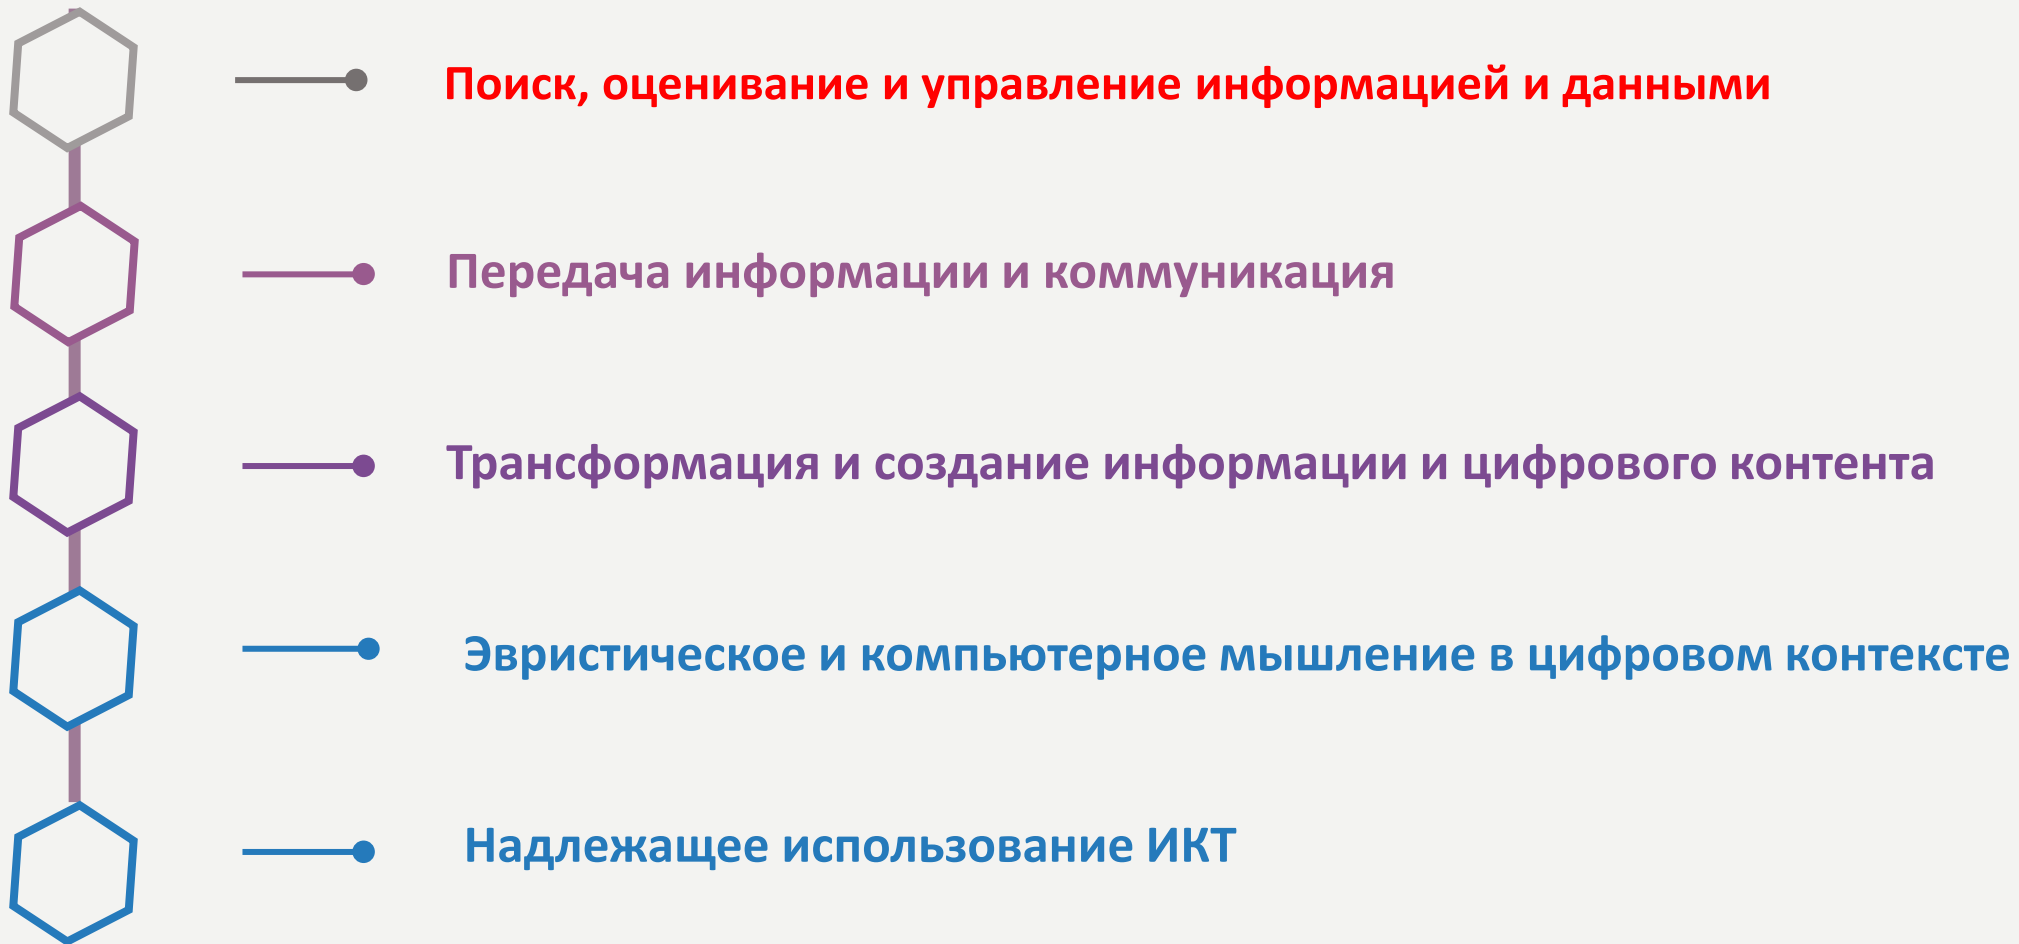 Поиск, оценивание и управление информацией и данными
Передача информации и коммуникация
Трансформация и создание информации и цифрового контента
Эвристическое и компьютерное мышление в цифровом контексте
Надлежащее использование ИКТ